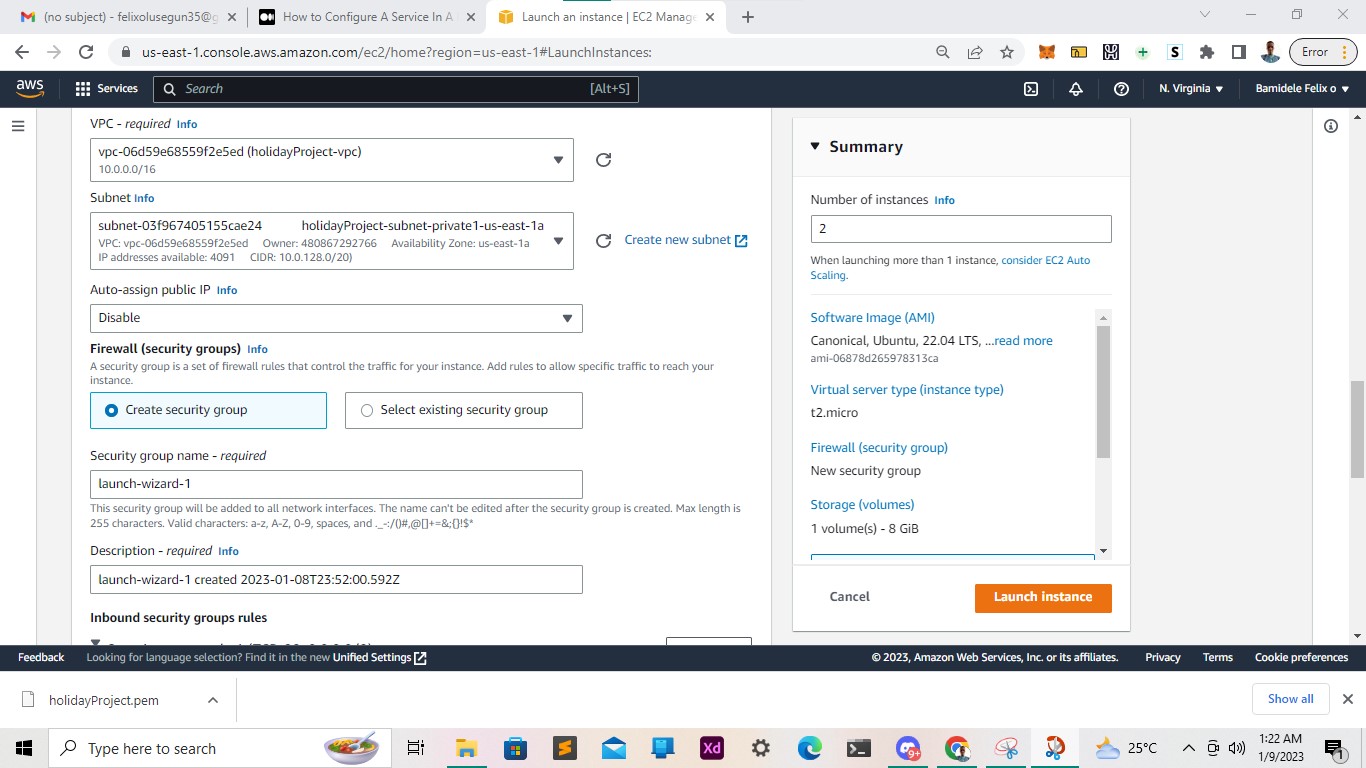 (no subject) - felixolusegun35@g
How to Configure A Service In A
Launch an instance | EC2 Manage
us-east-1.console.aws.amazon.com/ec2/home?region=us-east-1#LaunchInstances:
S
Error
aws
Services
Search
[Alt+S]
N. Virginia
Bamidele Felix o
VPC - required Info
vpc-06d59e68559f2e5ed (holidayProject-vpc)
10.0.0.0/16
Subnet Info
subnet-03f967405155cae24 holidayProject-subnet-private1-us-east-1a
VPC: vpc-06d59e68559f2e5ed Owner: 480867292766 Availability Zone: us-east-1a
IP addresses available: 4091 CIDR: 10.0.128.0/20)
Create new subnet
Auto-assign public IP Info
Disable
Firewall (security groups) Info
A security group is a set of firewall rules that control the traffic for your instance. Add rules to allow specific traffic to reach your
instance.
Create security group
Select existing security group
Security group name - required
launch-wizard-1
This security group will be added to all network interfaces. The name can't be edited after the security group is created. Max length is
255 characters. Valid characters: a-z, A-Z, 0-9, spaces, and ._-:/()#,@[]+=&;{}!$*
Description - required Info
launch-wizard-1 created 2023-01-08T23:52:00.592Z
Inbound security groups rules
Summary
Number of instances Info
2
When launching more than 1 instance, consider EC2 Auto
Scaling.
Software Image (AMI)
Canonical, Ubuntu, 22.04 LTS, ...read more
ami-06878d265978313ca
Virtual server type (instance type)
t2.micro
Firewall (security group)
New security group
Storage (volumes)
1 volume(s) - 8 GiB
Cancel
Launch instance
Feedback
Looking for language selection? Find it in the new Unified Settings
© 2023, Amazon Web Services, Inc. or its affiliates.
Privacy
Terms
Cookie preferences
holidayProject.pem
Show all
Type here to search
Xd
9+
25°C
1:22 AM
1/9/2023
1